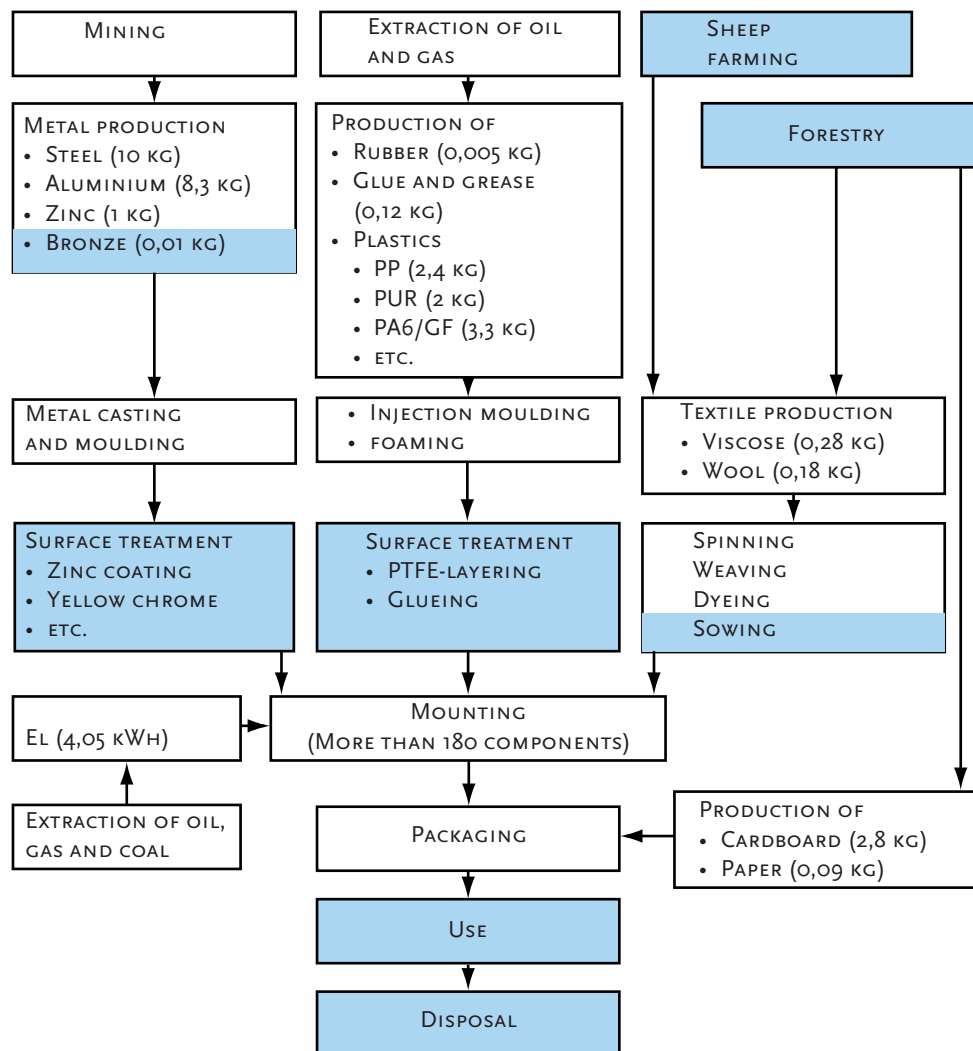 Mining
Extraction of oil
and gas
Sheep
farming
Forestry
Metal production
• Steel (10 kg)
• Aluminium (8,3 kg)
• Zinc (1 kg)
• Bronze (0,01 kg)
Production of
• Rubber (0,005 kg)
• Glue and grease
(0,12 kg)
• Plastics
• PP (2,4 kg)
• PUR (2 kg)
• PA6/GF (3,3 kg)
• etc.
Metal casting
and moulding
• Injection moulding
• foaming
Textile production
• Viscose (0,28 kg)
• Wool (0,18 kg)
Surface treatment
• Zinc coating
• Yellow chrome
• etc.
Surface treatment
• PTFE-layering
• Glueing
Spinning
Weaving
Dyeing
Sowing
El (4,05 kWh)
Mounting
(More than 180 components)
Extraction of oil,
gas and coal
Packaging
Production of
• Cardboard (2,8 kg)
• Paper (0,09 kg)
Use
Disposal